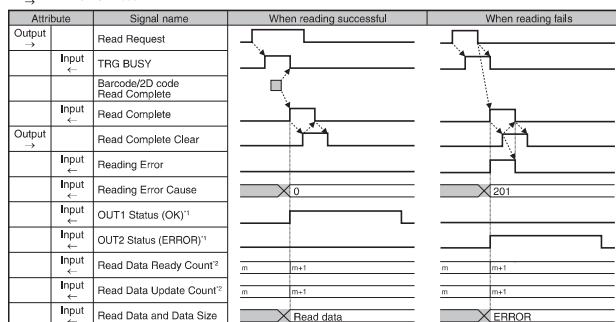 →
Attribute Signal name When reading successful When reading fails
Output → Read Request
Input ← TRG BUSY
Barcode/2D code
Read Complete
Input ← Read Complete
Output → Read Complete Clear
Input ← Reading Error
Input ← Reading Error Cause 0 201
Input ← OUT1 Status (OK)*1
Input ← OUT2 Status (ERROR)*1
Input ← Read Data Ready Count*2 m m+1 m m+1
Input ← Read Data Update Count*2 m m+1 m m+1
Input ← Read Data and Data Size Read data ERROR